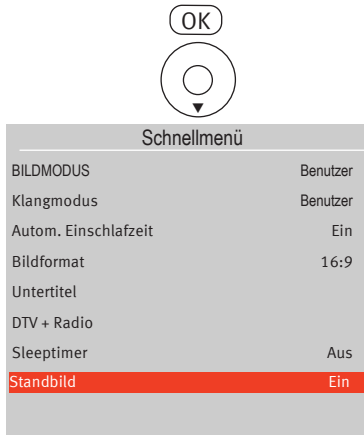 OK
Schnellmenü
BILDMODUS Benutzer
Klangmodus Benutzer
Autom. Einschlafzeit Ein
Bildformat 16:9
Untertitel
DTV + Radio
Sleeptimer Aus
Standbild Ein